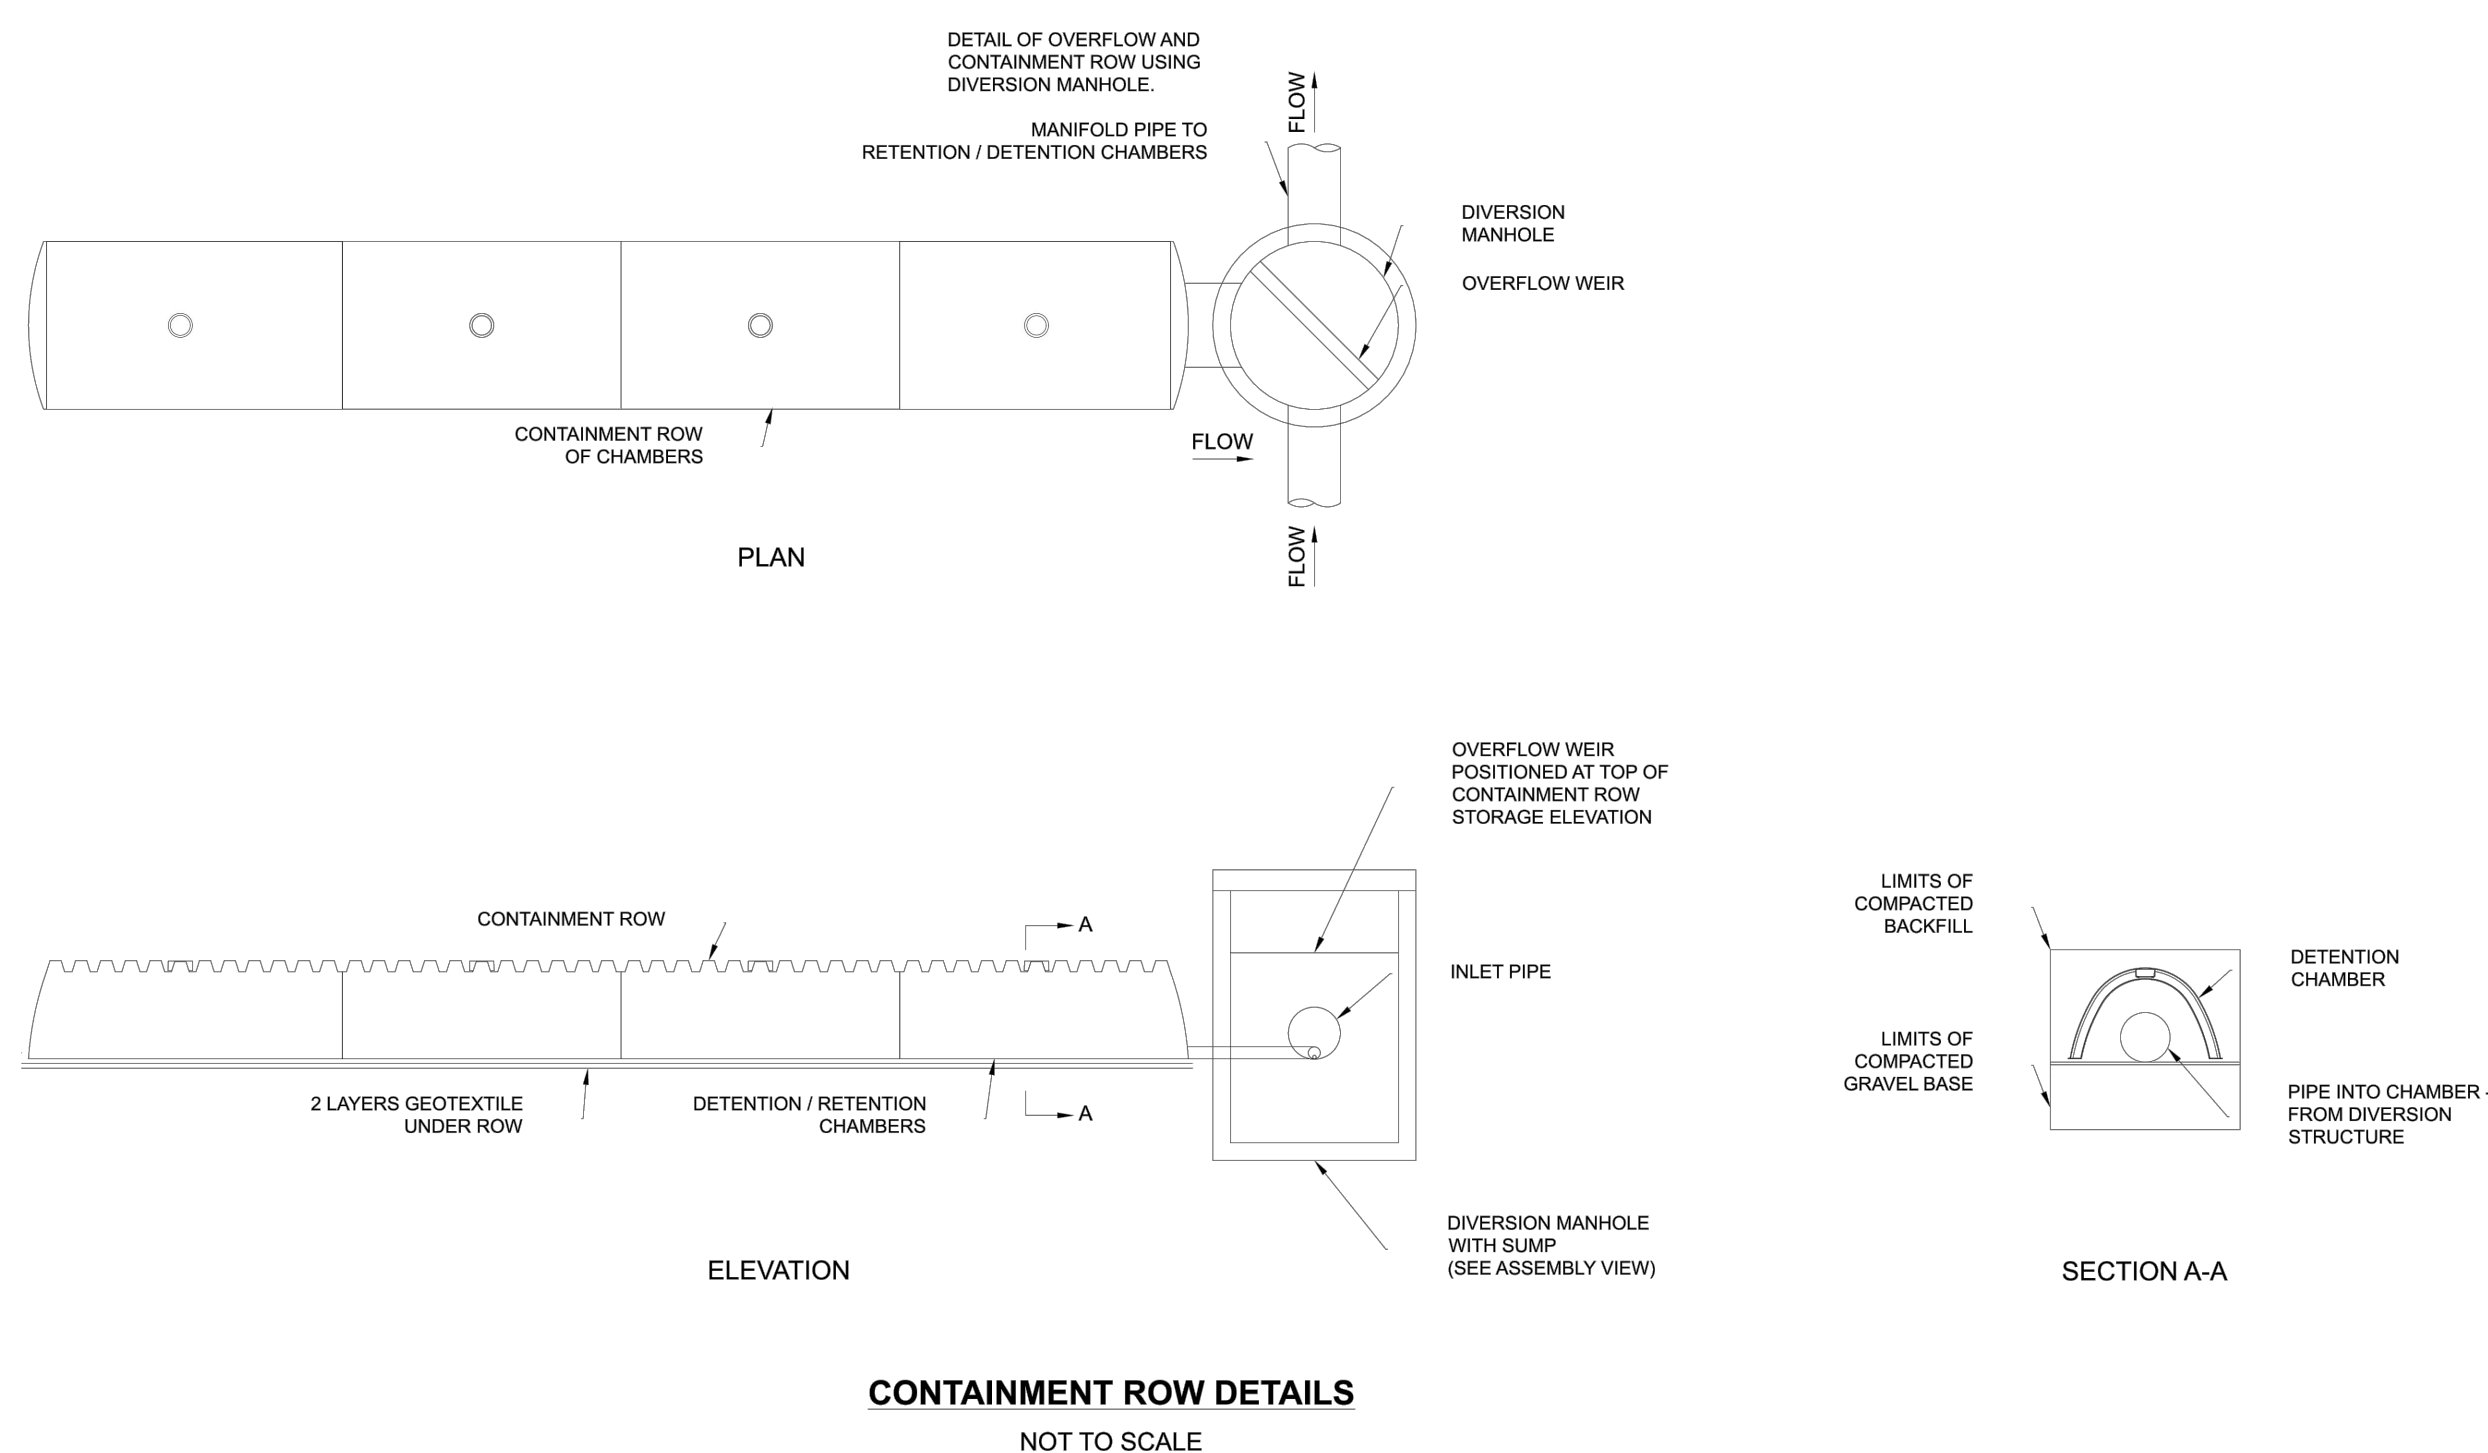 DETAIL OF OVERFLOW AND
CONTAINMENT ROW USING
DIVERSION MANHOLE.
MANIFOLD PIPE TO
RETENTION / DETENTION CHAMBERS
FLOW
DIVERSION
MANHOLE
OVERFLOW WEIR
CONTAINMENT ROW
OF CHAMBERS
FLOW
FLOW
PLAN
OVERFLOW WEIR
POSITIONED AT TOP OF
CONTAINMENT ROW
STORAGE ELEVATION
CONTAINMENT ROW
A
INLET PIPE
2 LAYERS GEOTEXTILE
UNDER ROW
DETENTION / RETENTION
CHAMBERS
A
DIVERSION MANHOLE
WITH SUMP
(SEE ASSEMBLY VIEW)
ELEVATION
LIMITS OF
COMPACTED
BACKFILL
DETENTION
CHAMBER
LIMITS OF
COMPACTED
GRAVEL BASE
PIPE INTO CHAMBER -
FROM DIVERSION
STRUCTURE
SECTION A-A
CONTAINMENT ROW DETAILS
NOT TO SCALE